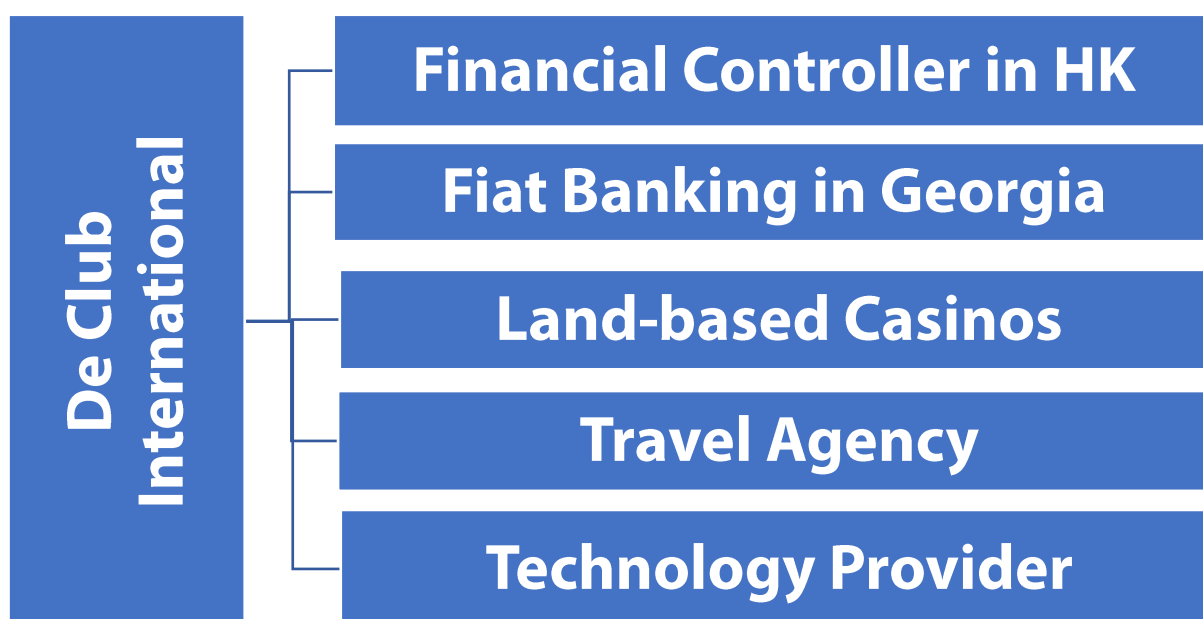 De Club
International
Financial Controller in HK
Fiat Banking in Georgia
Land-based Casinos
Travel Agency
Technology Provider